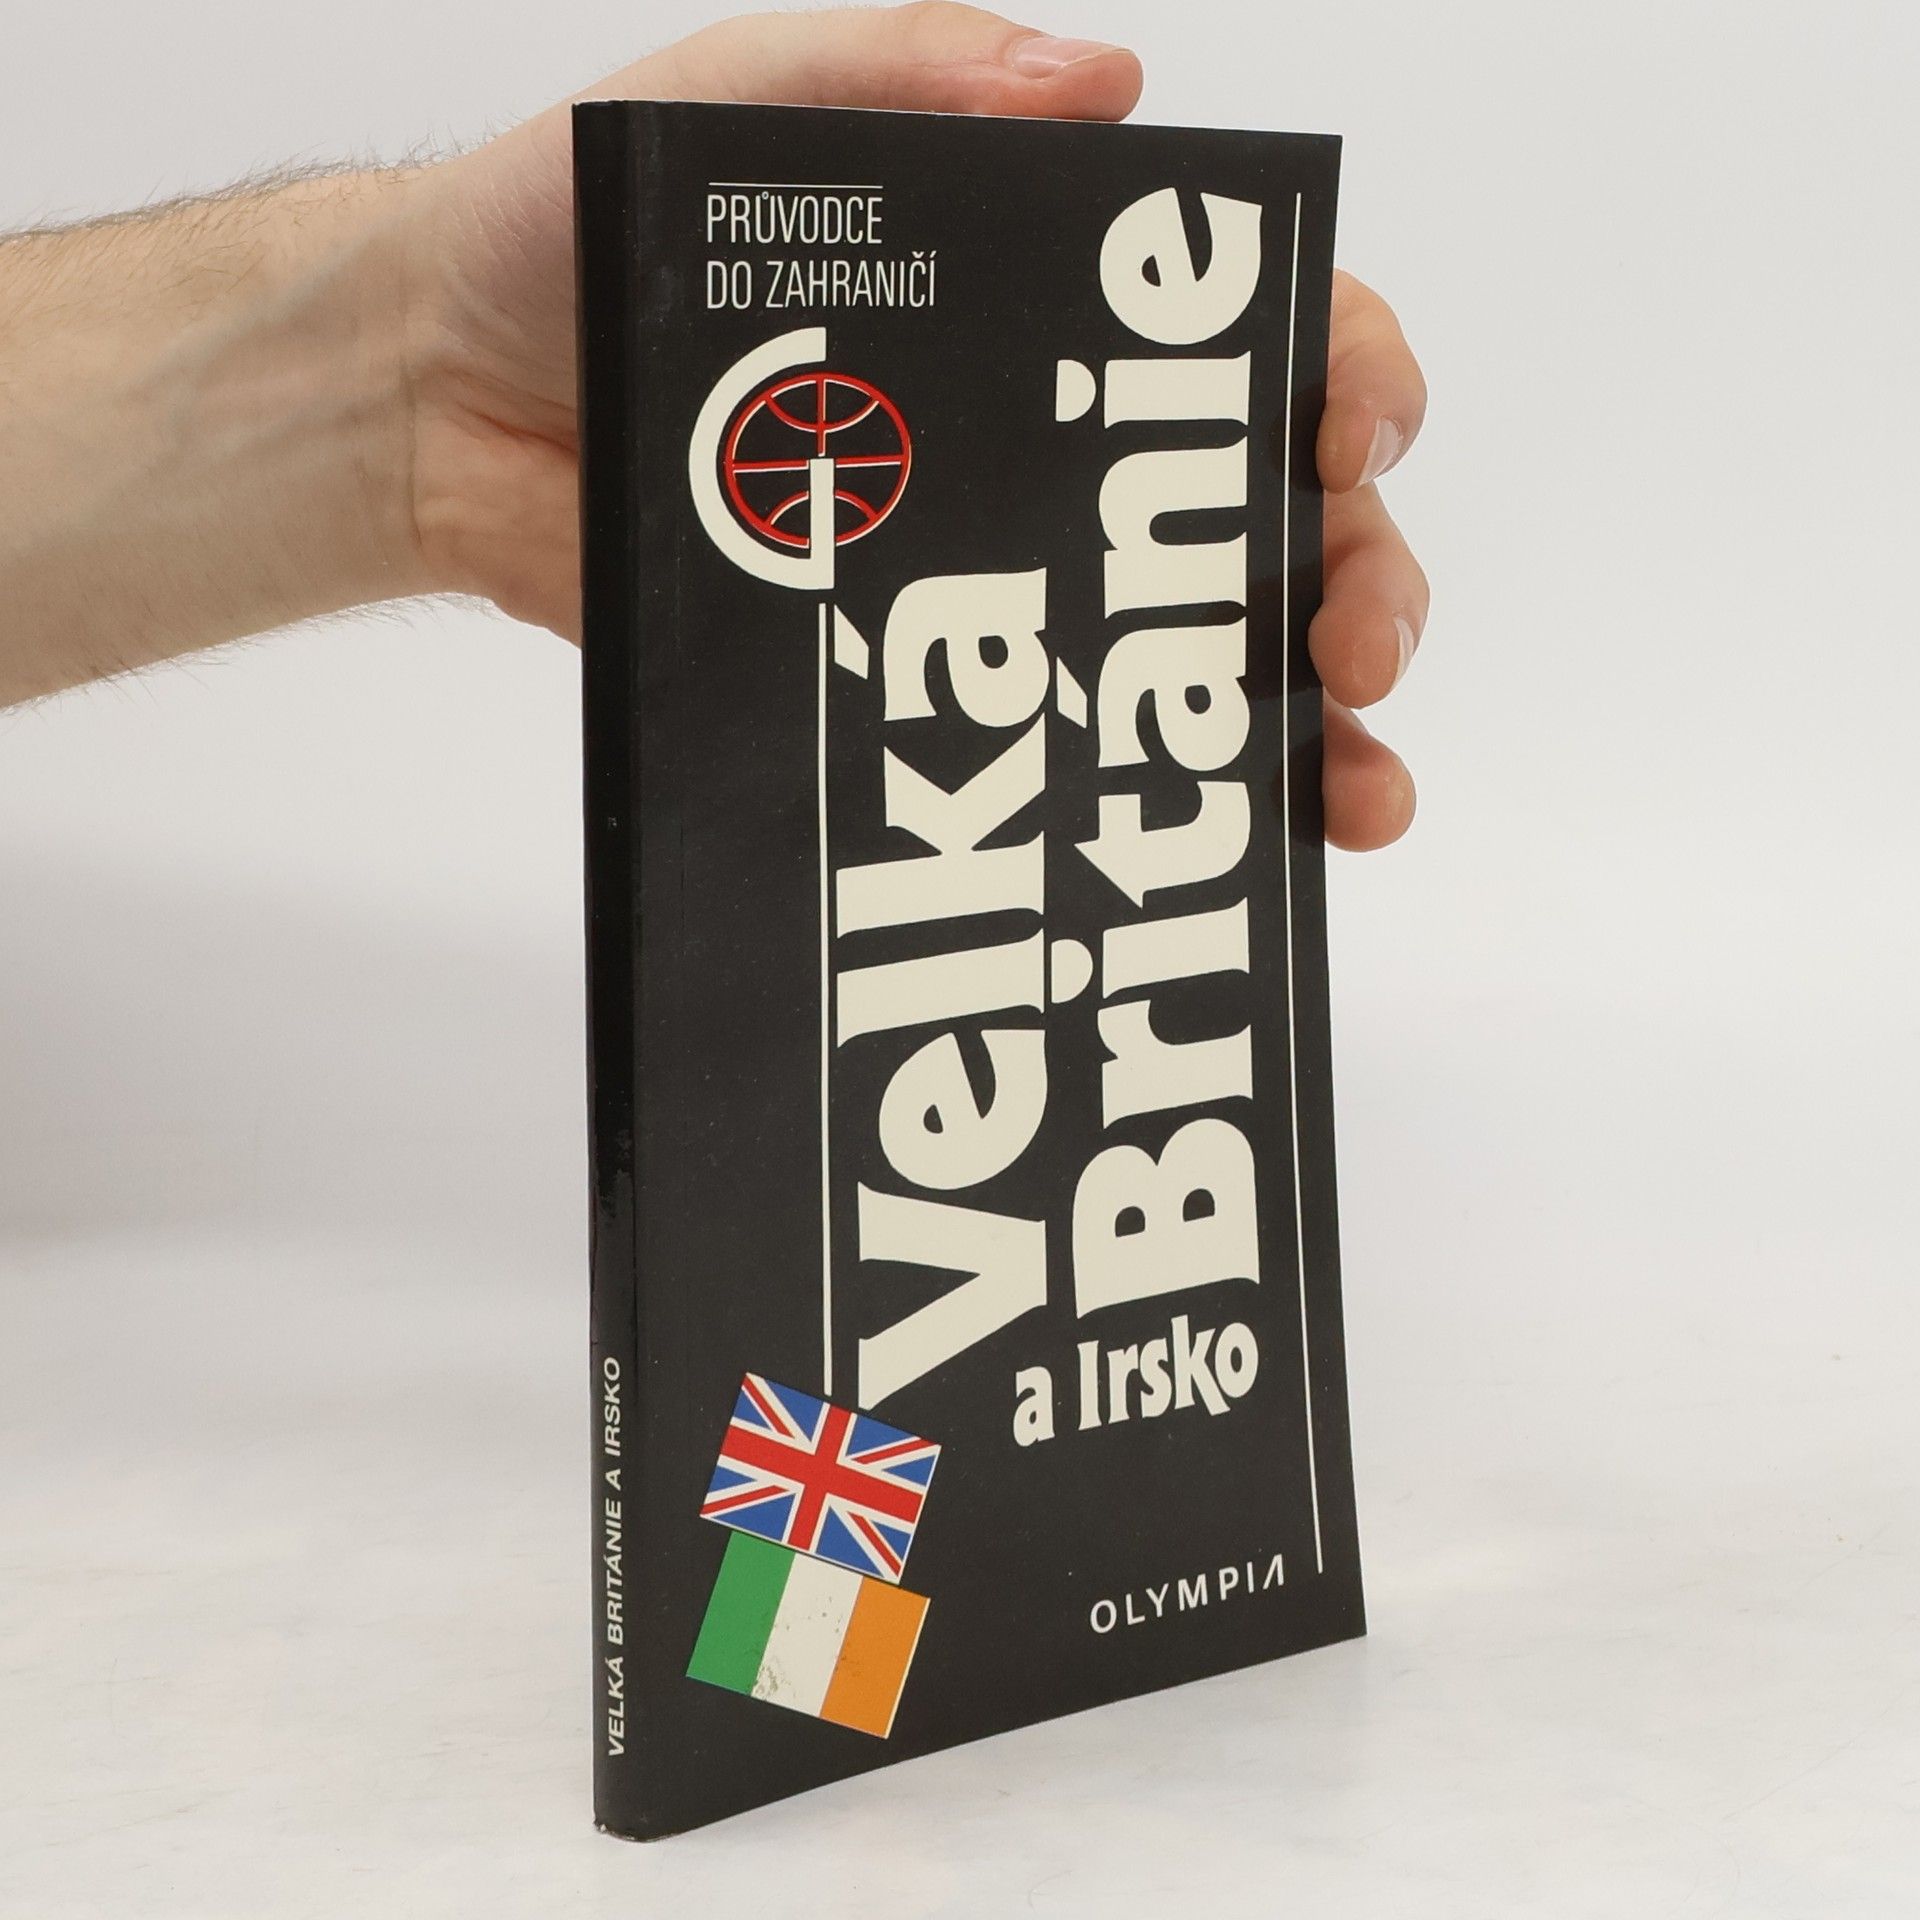 PRŮVODCE
DO ZAHRANIČÍ
Velká
Británie
a Irsko
OLYMPIA
VELKÁ BRITÁNIE A IRSKO